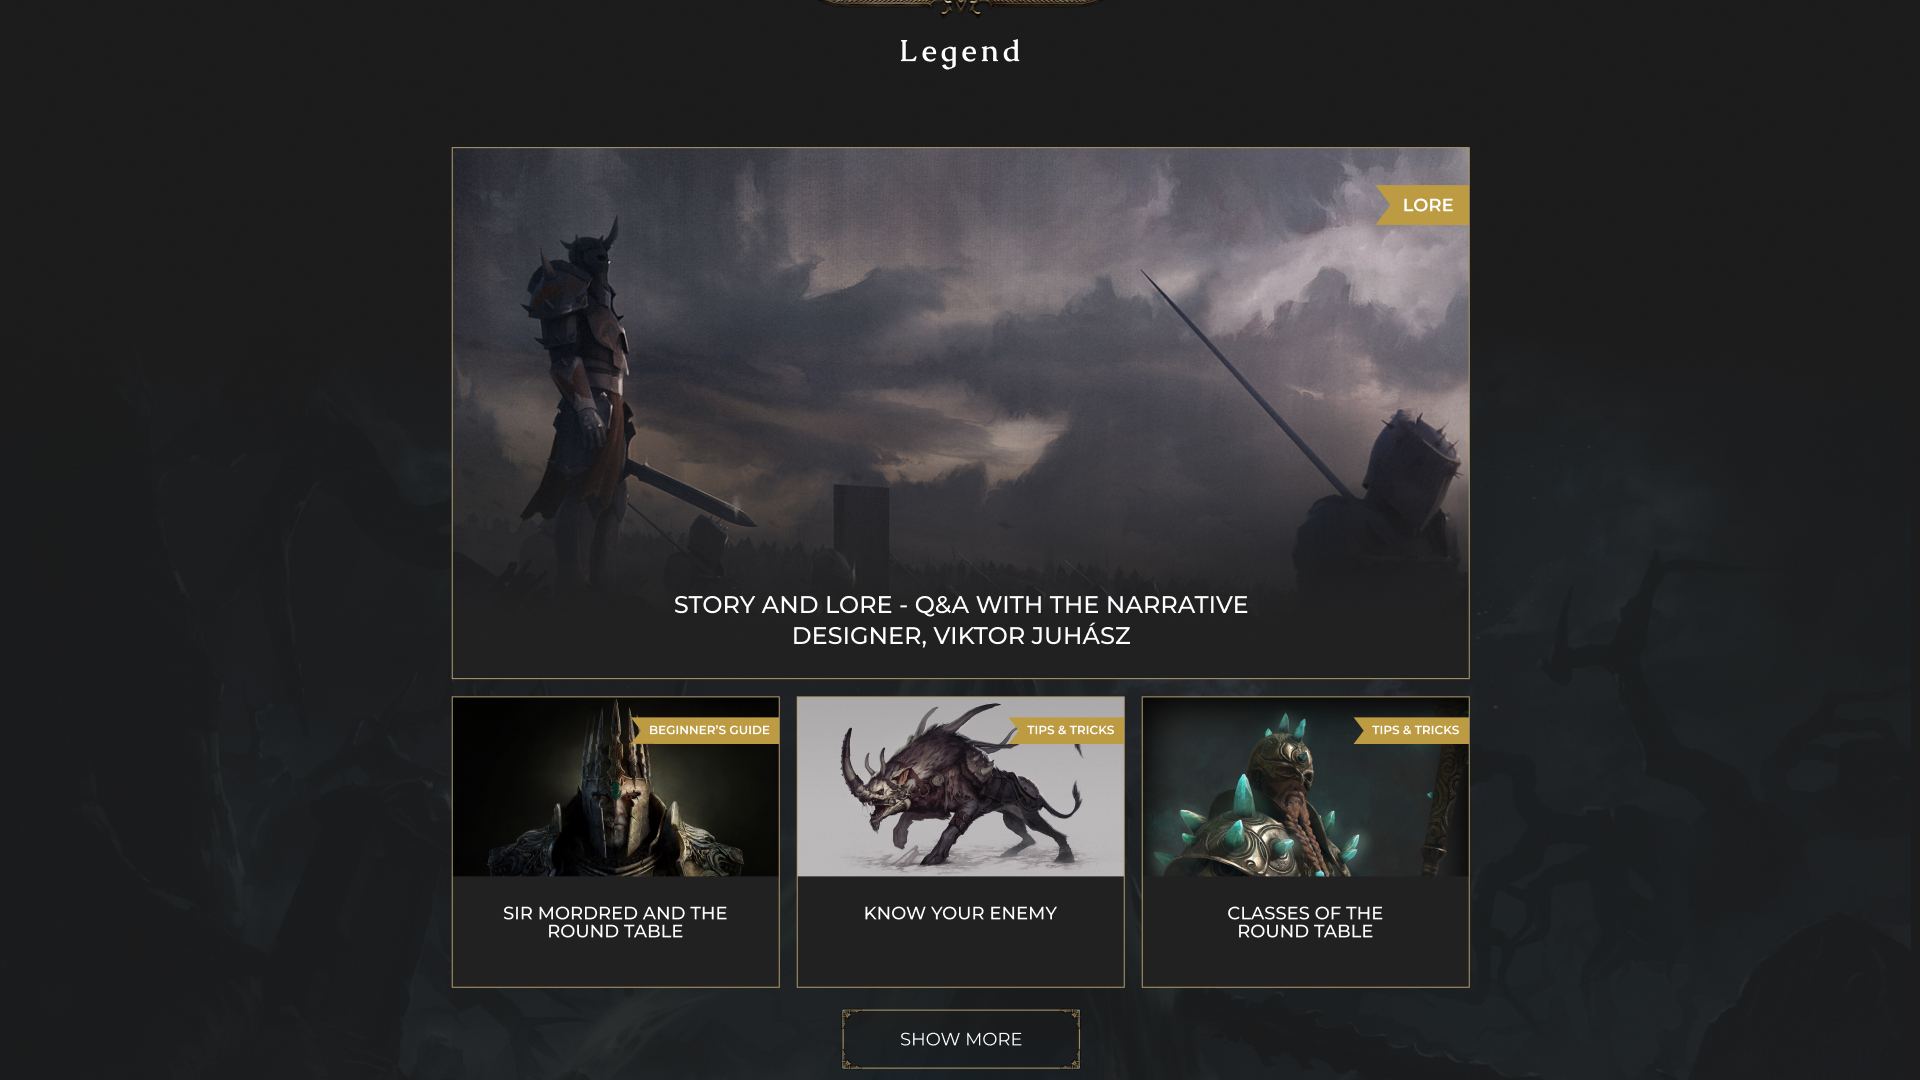 Legend
LORE
STORY AND LORE - Q&A WITH THE NARRATIVE
DESIGNER, VIKTOR JUHÁSZ
BEGINNER'S GUIDE
SIR MORDRED AND THE
ROUND TABLE
TIPS & TRICKS
KNOW YOUR ENEMY
TIPS & TRICKS
CLASSES OF THE
ROUND TABLE
SHOW MORE